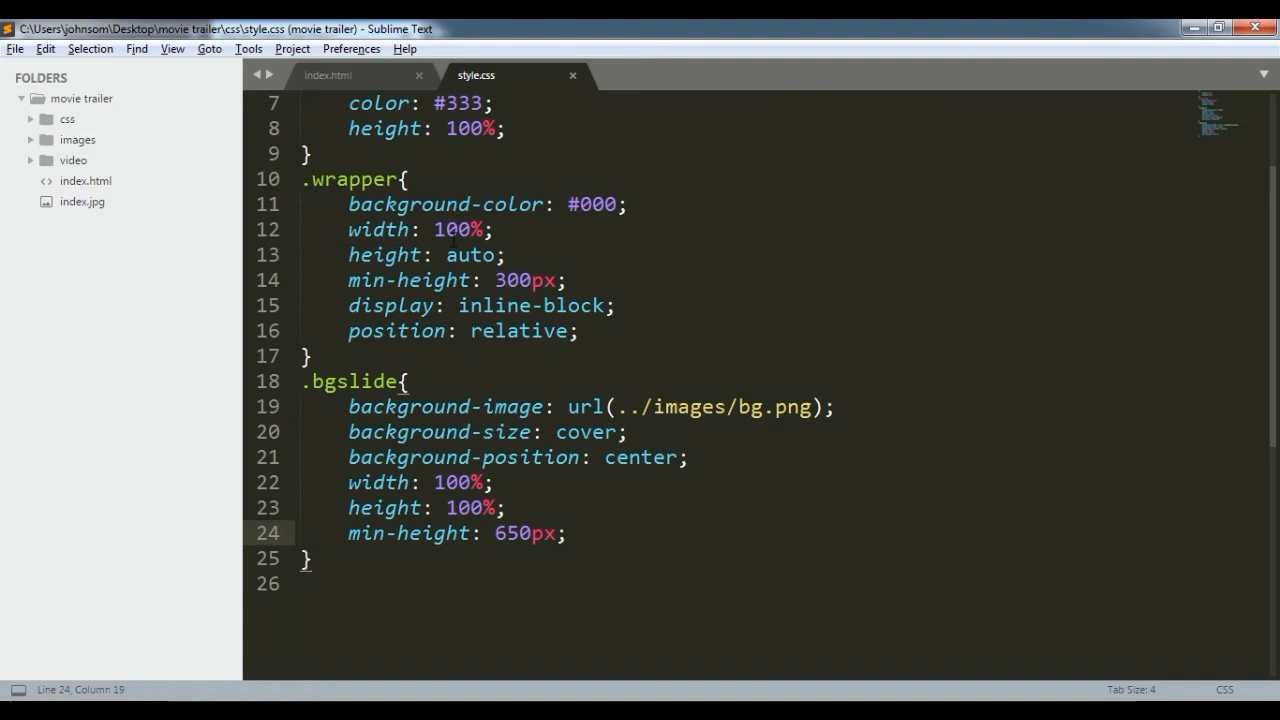 C:\Users\johnsom\Desktop\movie trailer\css\style.css (movie trailer) - Sublime Text
File Edit Selection Find View Goto Tools Project Preferences Help
FOLDERS
movie trailer
css
images
video
index.html
index.jpg
index.html style.css
7 color: #333;
8 height: 100%;
9 }
10 .wrapper{
11 background-color: #000;
12 width: 100%;
13 height: auto;
14 min-height: 300px;
15 display: inline-block;
16 position: relative;
17 }
18 .bgslide{
19 background-image: url(../images/bg.png);
20 background-size: cover;
21 background-position: center;
22 width: 100%;
23 height: 100%;
24 min-height: 650px;
25 }
26
Line 24, Column 19 Tab Size: 4 CSS